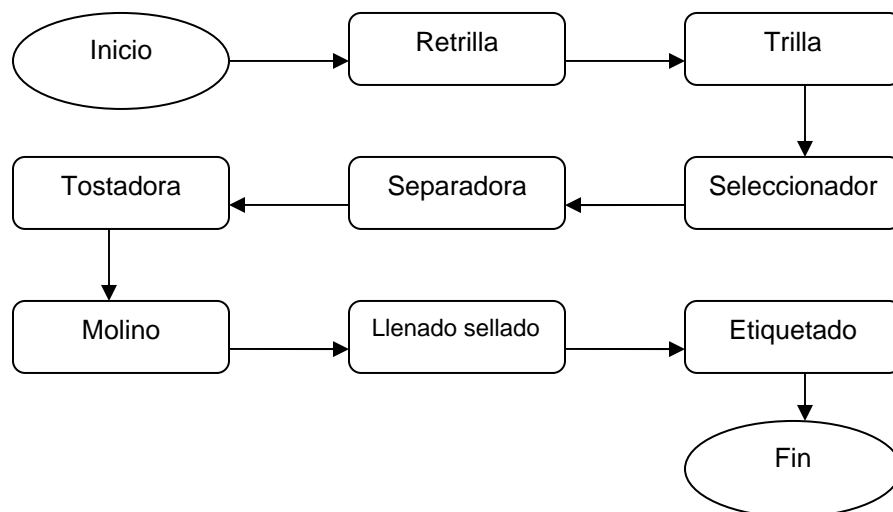 Inicio
Retrilla
Trilla
Seleccionador
Separadora
Tostadora
Molino
Llenado sellado
Etiquetado
Fin